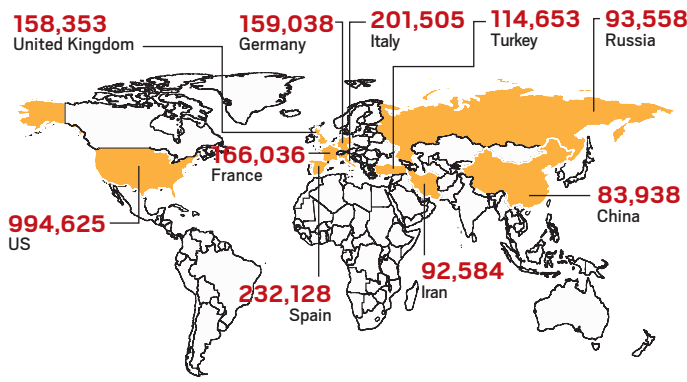 158,353
United Kingdom
159,038
Germany
201,505
Italy
114,653
Turkey
93,558
Russia
166,036
France
994,625
US
83,938
China
232,128
Spain
92,584
Iran